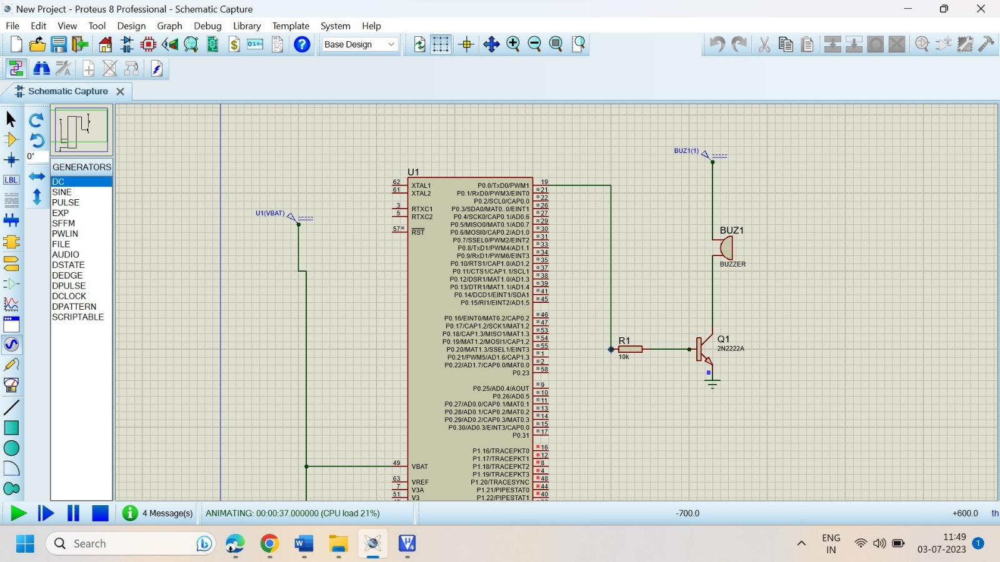 New Project - Proteus 8 Professional - Schematic Capture
File Edit View Tool Design Graph Debug Library Template System Help
Base Design
Schematic Capture
0°
GENERATORS
DC
SINE
PULSE
EXP
SFFM
PWLIN
FILE
AUDIO
DSTATE
DEDGE
DPULSE
DCLOCK
DPATTERN
SCRIPTABLE
LBL
U1(VBAT)
U1
62 XTAL1
61 XTAL2
3 RTXC1
5 RTXC2
57 RST
49 VBAT
63 VREF
7 V3A
51 V3
P0.0/TxD0/PWM1 19
P0.1/RxD0/PWM3/EINT0 21
P0.2/SCL0/CAP0.0 22
P0.3/SDA0/MAT0..0/EINT1 26
P0.4/SCK0/CAP0.1/AD0.6 27
P0.5/MISO0/MAT0.1/AD0.7 29
P0.6/MOSI0/CAP0.2/AD1.0 30
P0.7/SSEL0/PWM2/EINT2 31
P0.8/TxD1/PWM4/AD1.1 33
P0.9/RxD1/PWM6/EINT3 34
P0.10/RTS1/CAP1.0/AD1.2 35
P0.11/CTS1/CAP1.1/SCL1 37
P0.12/DSR1/MAT1.0/AD1.3 38
P0.13/DTR1/MAT1.1/AD1.4 39
P0.14/DCD1/EINT1/SDA1 41
P0.15/RI1/EINT2/AD1.5 45
P0.16/EINT0/MAT0.2/CAP0.2 46
P0.17/CAP1.2/SCK1/MAT1.2 47
P0.18/CAP1.3/MISO1/MAT1.3 53
P0.19/MAT1.2/MOSI1/CAP1.2 54
P0.20/MAT1.3/SSEL1/EINT3 55
P0.21/PWM5/AD1.6/CAP1.3 1
P0.22/AD1.7/CAP0.0/MAT0.0 2
P0.23 58
P0.25/AD0.4/AOUT 9
P0.26/AD0.5 10
P0.27/AD0.0/CAP0.1/MAT0.1 11
P0.28/AD0.1/CAP0.2/MAT0.2 13
P0.29/AD0.2/CAP0.3/MAT0.3 14
P0.30/AD0.3/EINT3/CAP0.0 15
P0.31 17
P1.16/TRACEPKT0 16
P1.17/TRACEPKT1 12
P1.18/TRACEPKT2 8
P1.19/TRACEPKT3 4
P1.20/TRACESYNC 48
P1.21/PIPESTAT0 44
P1.22/PIPESTAT1 40
BUZ1(1)
BUZ1
BUZZER
R1
10k
Q1
2N2222A
4 Message(s) ANIMATING: 00:00:37.000000 (CPU load 21%) -700.0 +600.0 th
Search
ENG
IN
11:49
03-07-2023
1